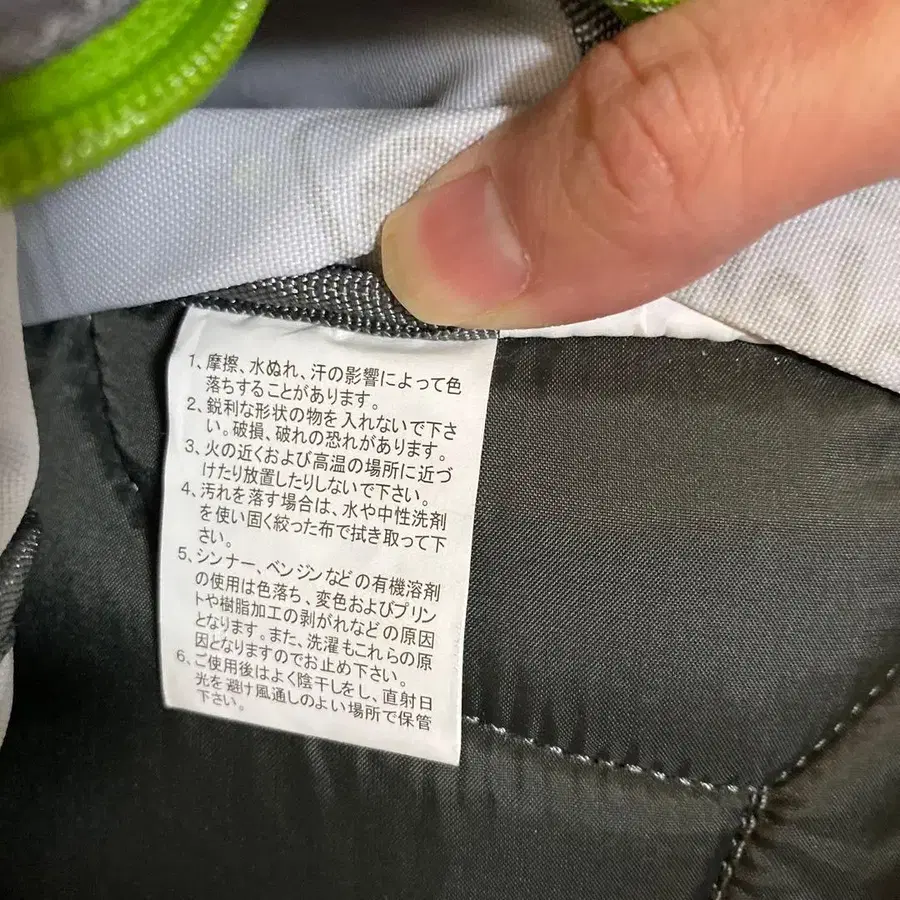 1、摩擦、水ぬれ、汗の影響によって色
落ちすることがあります。
2、鋭利な形状の物を入れないで下さ
い。破損、破れの恐れがあります。
3、火の近くおよび高温の場所に近づ
けたり放置したりしないで下さい。
4、汚れを落す場合は、水や中性洗剤
を使い固く絞った布で拭き取って下
さい。
5、シンナー、ベンジンなどの有機溶剤
の使用は色落ち、変色およびプリン
トや樹脂加工の剥がれなどの原因
となります。また、洗濯もこれらの原
因となりますのでお止め下さい。
6、ご使用後はよく陰干しをし、直射日
光を避け風通しのよい場所で保管
下さい。